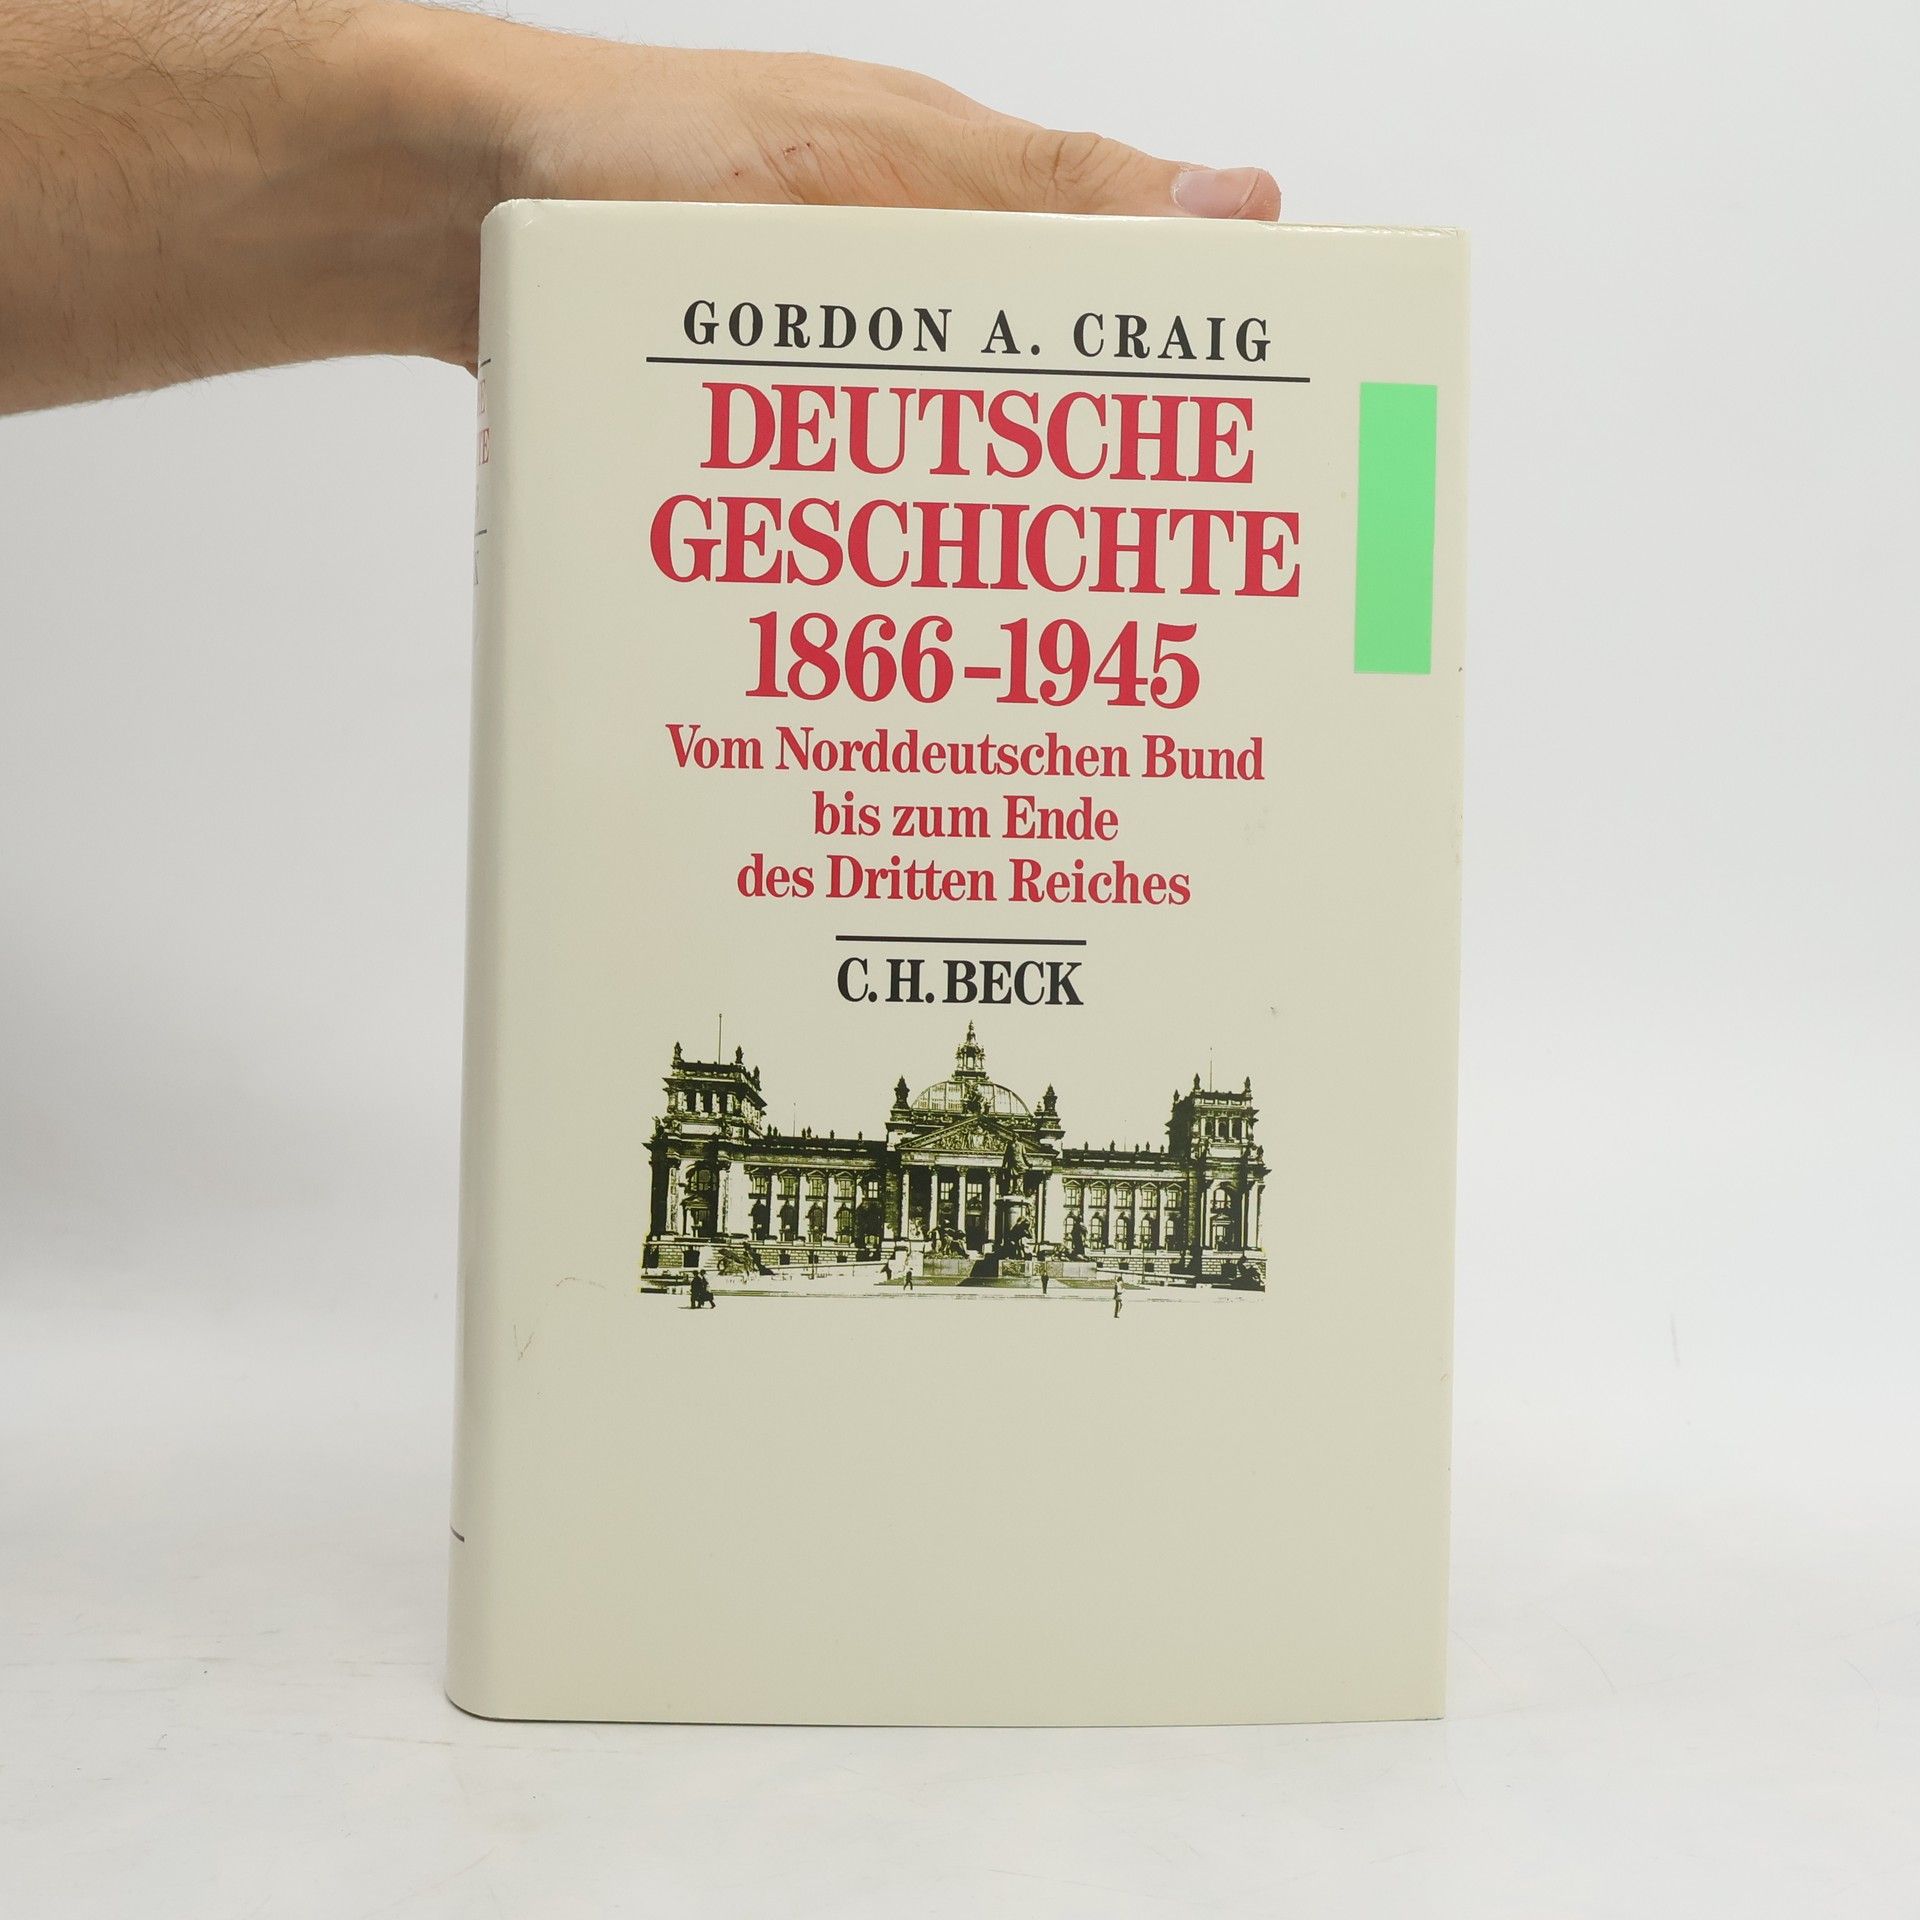 GORDON A. CRAIG
DEUTSCHE
GESCHICHTE
1866–1945
Vom Norddeutschen Bund
bis zum Ende
des Dritten Reiches
C.H.BECK